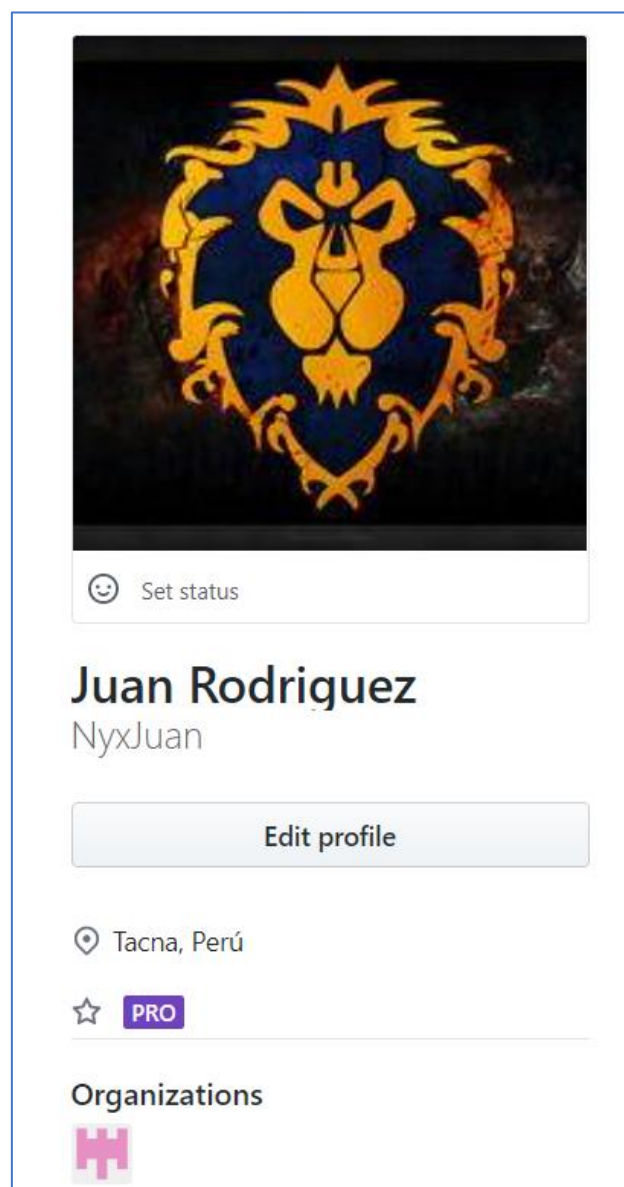 Set status
Juan Rodriguez
NyxJuan
Edit profile
Tacna, Perú
PRO
Organizations